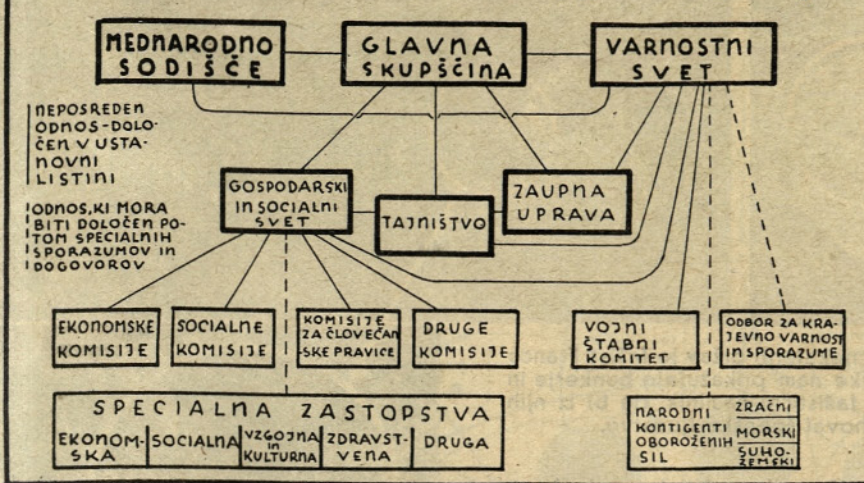 MEDNARODNO
SODIŠČE
GLAVNA
SKUPŠČINA
VARNOSTNI
SVET
NEPOSREDEN
ODNOS-DOLO-
ČEN V USTA-
NOVNI
LISTINI
ODNOS, KI MORA
BITI DOLOČEN PO-
TOM SPECIALNIH
SPORAZUMOV IN
DOGOVOROV
GOSPODARSKI
IN SOCIALNI
SVET
TAJNIŠTVO
ZAUPNA
UPRAVA
EKONOMSKE
KOMISIJE
SOCIALNE
KOMISIJE
KOMISIJE
ZA ČLOVEČAN
-SKE PRAVICE
DRUGE
KOMISIJE
VOJNI
ŠTABNI
KOMITET
ODBOR ZA KRA-
JEVNO VARNOST
IN SPORAZUME
SPECIALNA ZASTOPSTVA
EKONOM-
SKA
SOCIALNA
VZGOJNA
IN
KULTURNA
ZDRAVST-
VENA
DRUGA
NARODNI
KONTIGENTI
OBOROŽENIH
SIL
ZRAČNI
MORSKI
SUHO-
ZEMSKI